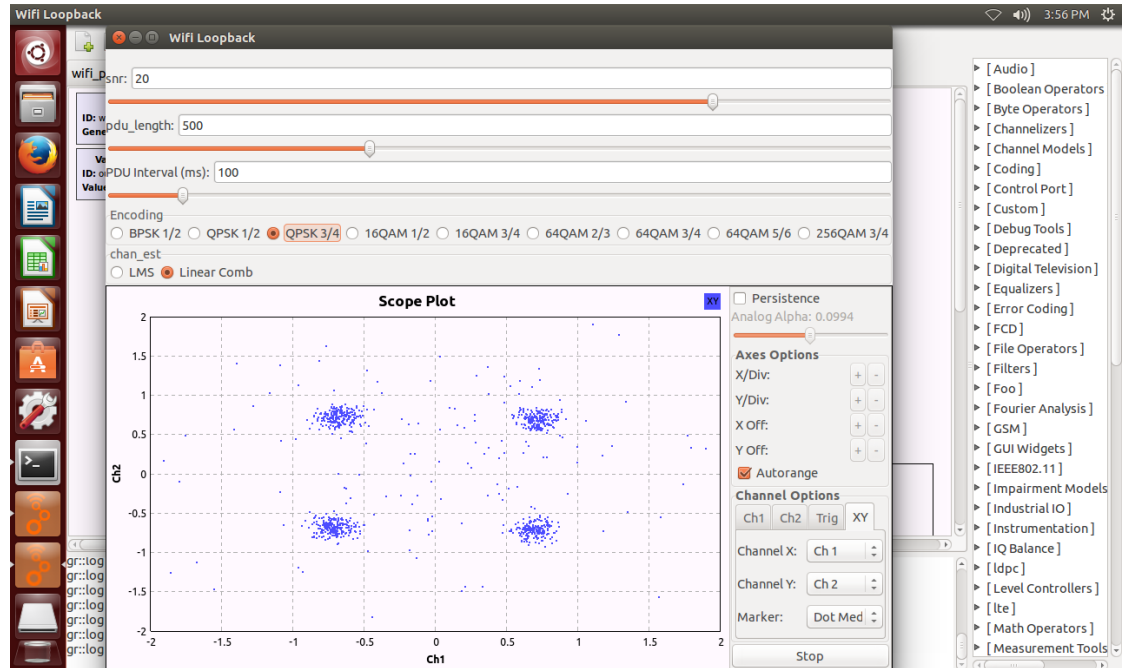 Wifi Loopback
3:56 PM
Wifi Loopback
wifi_p
ID: w
Gene
Va
ID: o
Value
snr: 20
pdu_length: 500
PDU Interval (ms): 100
Encoding
BPSK 1/2 QPSK 1/2 QPSK 3/4 16QAM 1/2 16QAM 3/4 64QAM 2/3 64QAM 3/4 64QAM 5/6 256QAM 3/4
chan_est
LMS Linear Comb
Scope Plot
XY
2
1.5
1
0.5
0
-0.5
-1
-1.5
-2
Ch2
-2 -1.5 -1 -0.5 0 0.5 1 1.5 2
Ch1
Persistence
Analog Alpha: 0.0994
Axes Options
X/Div: + -
Y/Div: + -
X Off: + -
Y Off: + -
Autorange
Channel Options
Ch1 Ch2 Trig XY
Channel X: Ch 1
Channel Y: Ch 2
Marker: Dot Med
Stop
gr::log
gr::log
gr::log
gr::log
gr::log
gr::log
gr::log
[ Audio ]
[ Boolean Operators
[ Byte Operators ]
[ Channelizers ]
[ Channel Models ]
[ Coding ]
[ Control Port ]
[ Custom ]
[ Debug Tools ]
[ Deprecated ]
[ Digital Television ]
[ Equalizers ]
[ Error Coding ]
[ FCD ]
[ File Operators ]
[ Filters ]
[ Foo ]
[ Fourier Analysis ]
[ GSM ]
[ GUI Widgets ]
[ IEEE802.11 ]
[ Impairment Models
[ Industrial IO ]
[ Instrumentation ]
[ IQ Balance ]
[ ldpc ]
[ Level Controllers ]
[ lte ]
[ Math Operators ]
[ Measurement Tools